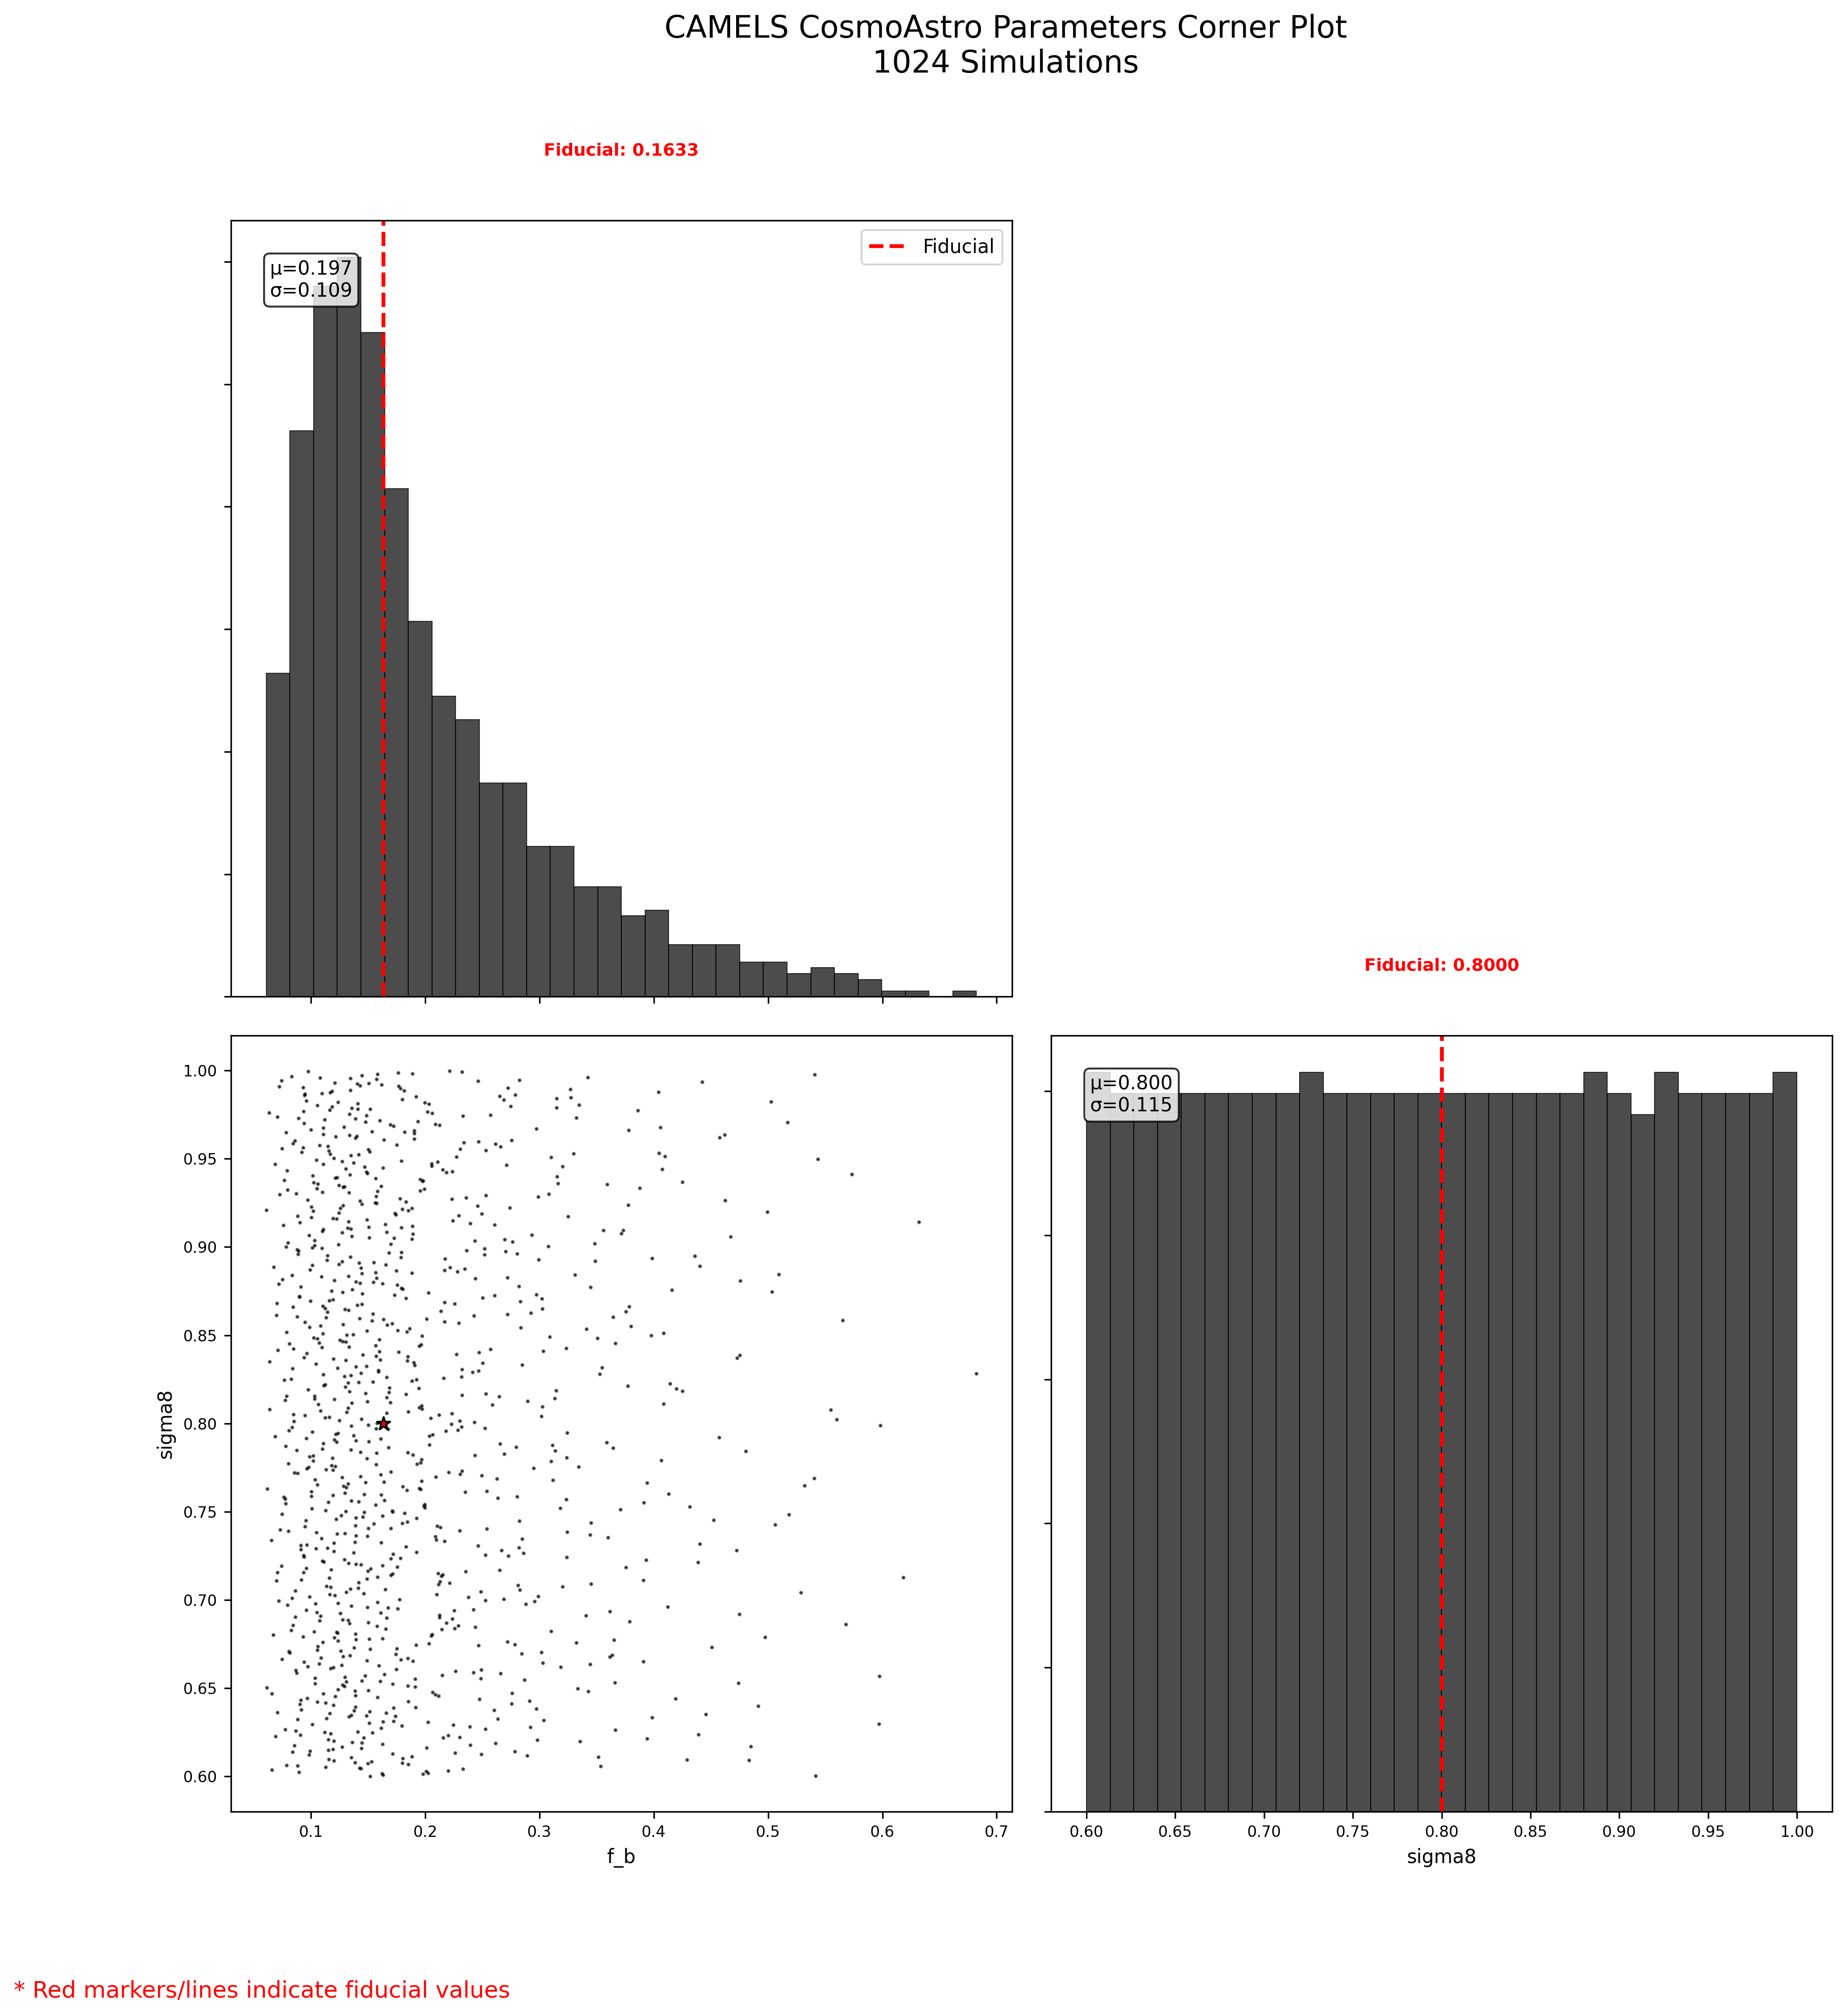 CAMELS CosmoAstro Parameters Corner Plot
1024 Simulations
Fiducial: 0.1633
Fiducial
μ=0.197
σ=0.109
Fiducial: 0.8000
μ=0.800
σ=0.115
1.00
0.95
0.90
0.85
0.80
0.75
0.70
0.65
0.60
sigma8
0.1 0.2 0.3 0.4 0.5 0.6 0.7
f_b
0.60 0.65 0.70 0.75 0.80 0.85 0.90 0.95 1.00
sigma8
* Red markers/lines indicate fiducial values